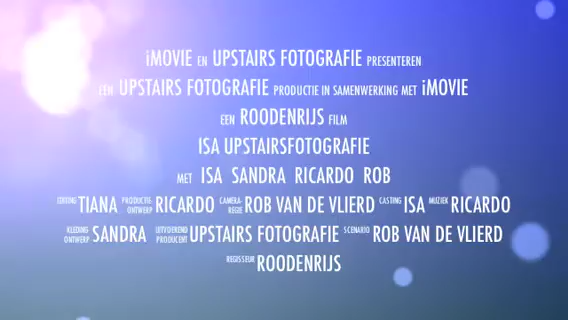 iMOVIE EN UPSTAIRS FOTOGRAFIE PRESENTEREN
EEN UPSTAIRS FOTOGRAFIE PRODUCTIE IN SAMENWERKING MET iMOVIE
EEN ROODENRIJS FILM
ISA UPSTAIRSFOTOGRAFIE
MET ISA SANDRA RICARDO ROB
EDITING TIANA PRODUCTIE-ONTWERP RICARDO CAMERA-REGIE ROB VAN DE VLIERD CASTING ISA MUZIEK RICARDO
KLEDING ONTWERP SANDRA UITVOEREND PRODUCENT UPSTAIRS FOTOGRAFIE SCENARIO ROB VAN DE VLIERD
REGISSEUR ROODENRIJS